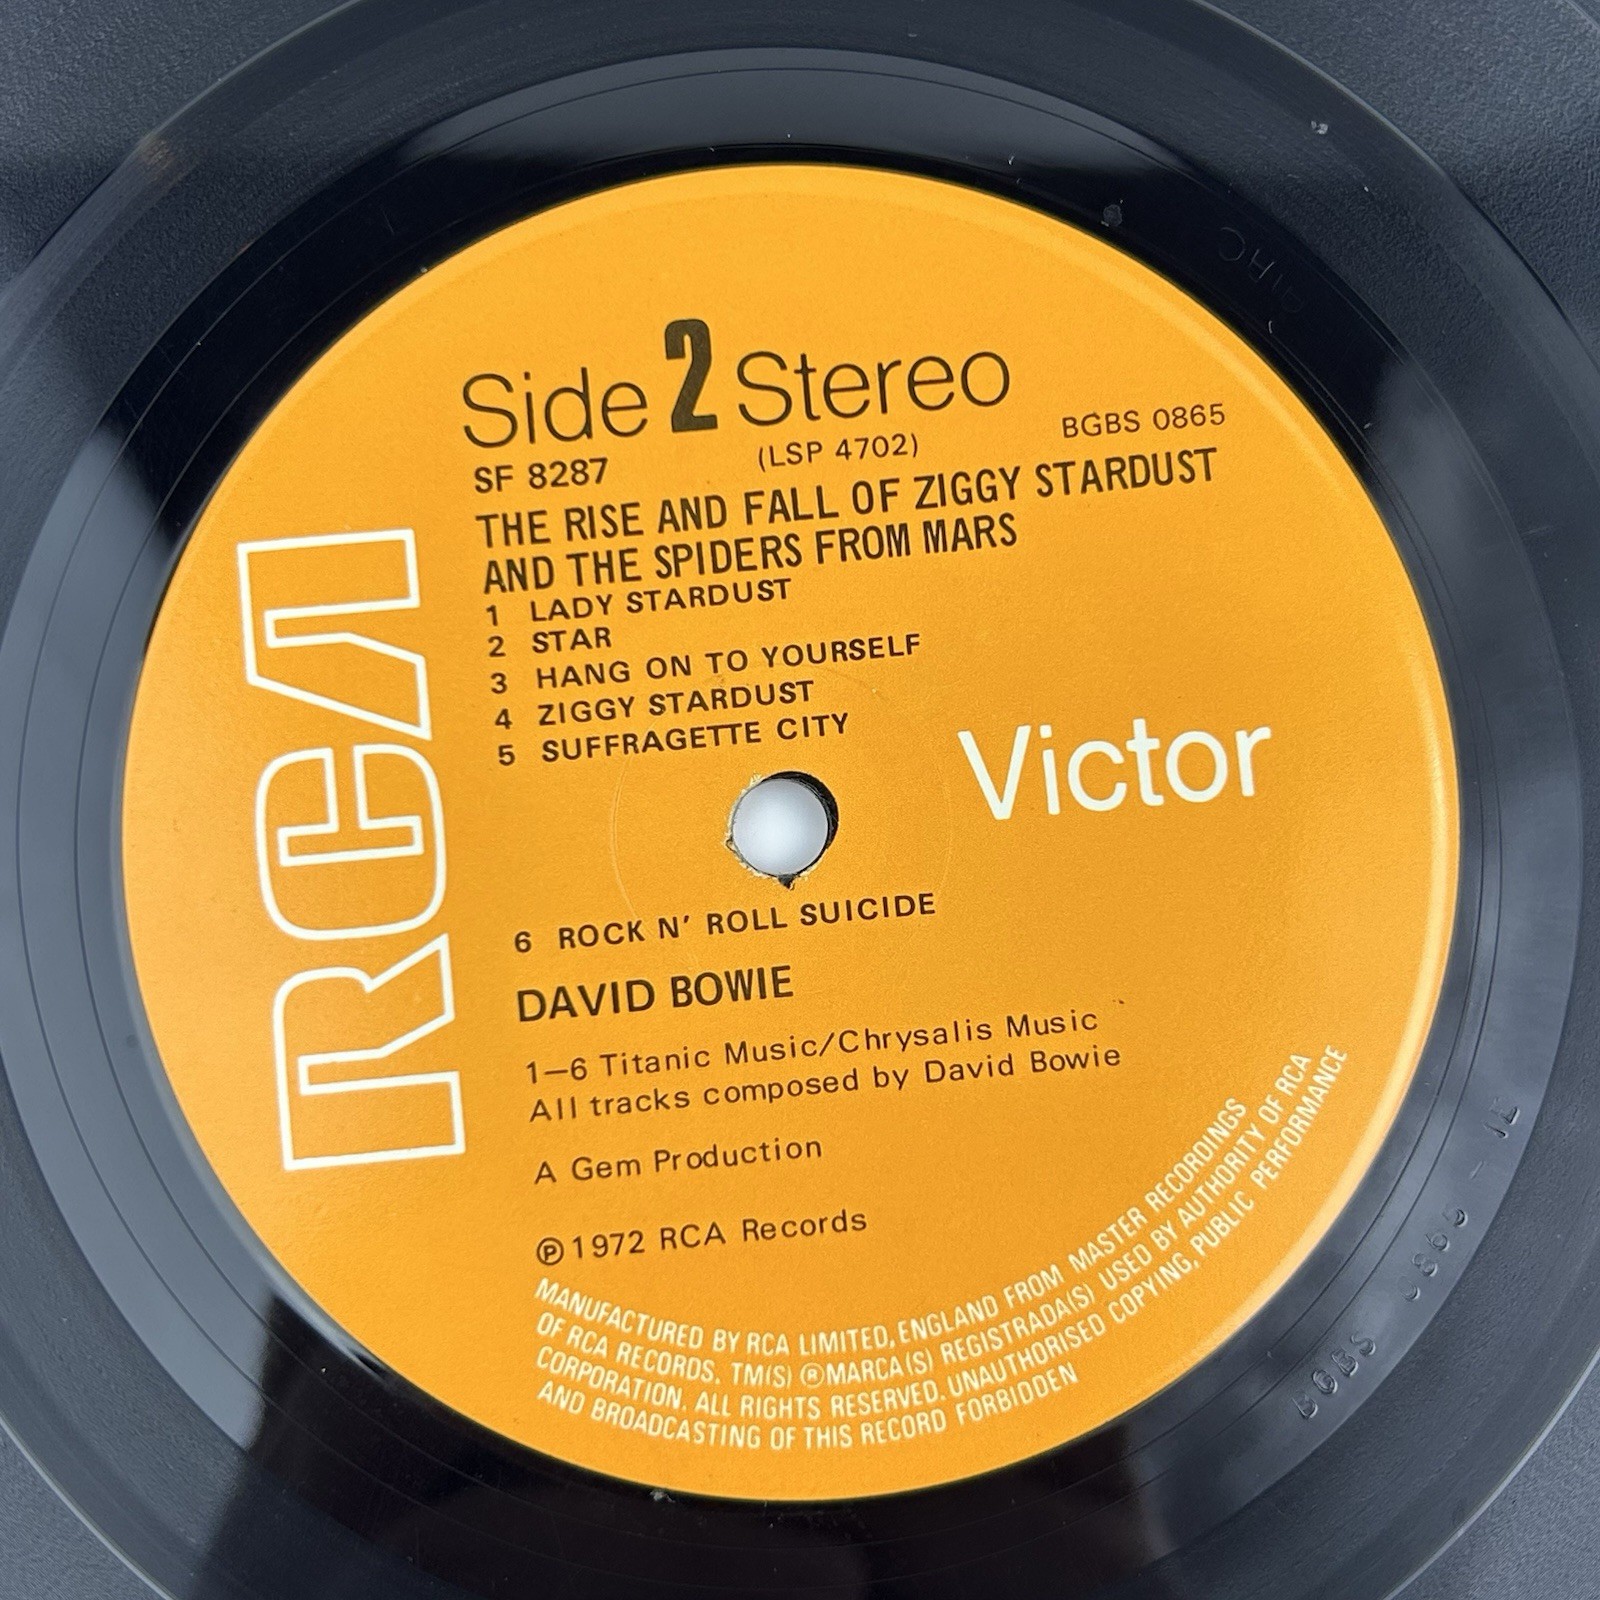 Side 2 Stereo
SF 8287 (LSP 4702) BGBS 0865
THE RISE AND FALL OF ZIGGY STARDUST
AND THE SPIDERS FROM MARS
1 LADY STARDUST
2 STAR
3 HANG ON TO YOURSELF
4 ZIGGY STARDUST
5 SUFFRAGETTE CITY
RCA
Victor
6 ROCK N' ROLL SUICIDE
DAVID BOWIE
1–6 Titanic Music/Chrysalis Music
All tracks composed by David Bowie
A Gem Production
℗1972 RCA Records
MANUFACTURED BY RCA LIMITED, ENGLAND FROM MASTER RECORDINGS
OF RCA RECORDS. TM(S) ®MARCA(S) REGISTRADA(S) USED BY AUTHORITY OF RCA
CORPORATION. ALL RIGHTS RESERVED. UNAUTHORISED COPYING, PUBLIC PERFORMANCE
AND BROADCASTING OF THIS RECORD FORBIDDEN
BGBS